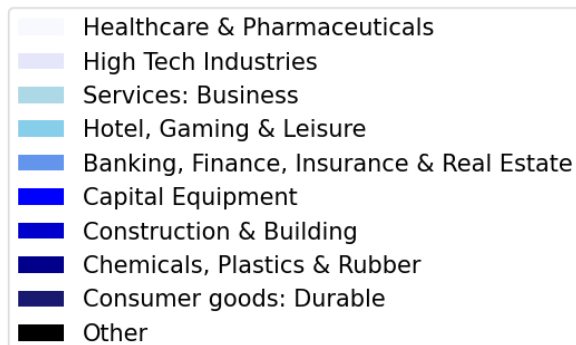 Healthcare & Pharmaceuticals
High Tech Industries
Services: Business
Hotel, Gaming & Leisure
Banking, Finance, Insurance & Real Estate
Capital Equipment
Construction & Building
Chemicals, Plastics & Rubber
Consumer goods: Durable
Other